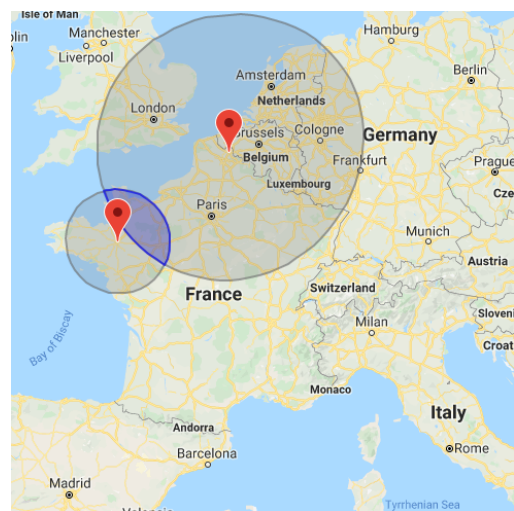 Isle of Man
Manchester
Hamburg
Liverpool
Berlin
Amsterdam
London
Netherlands
Cologne
Germany
Belgium
Frankfurt
Prague
Luxembourg
Paris
Munich
Austria
Switzerland
France
Milan
Bay of Biscay
Monaco
Italy
Andorra
Barcelona
Rome
Madrid
Tyrrhenian Sea